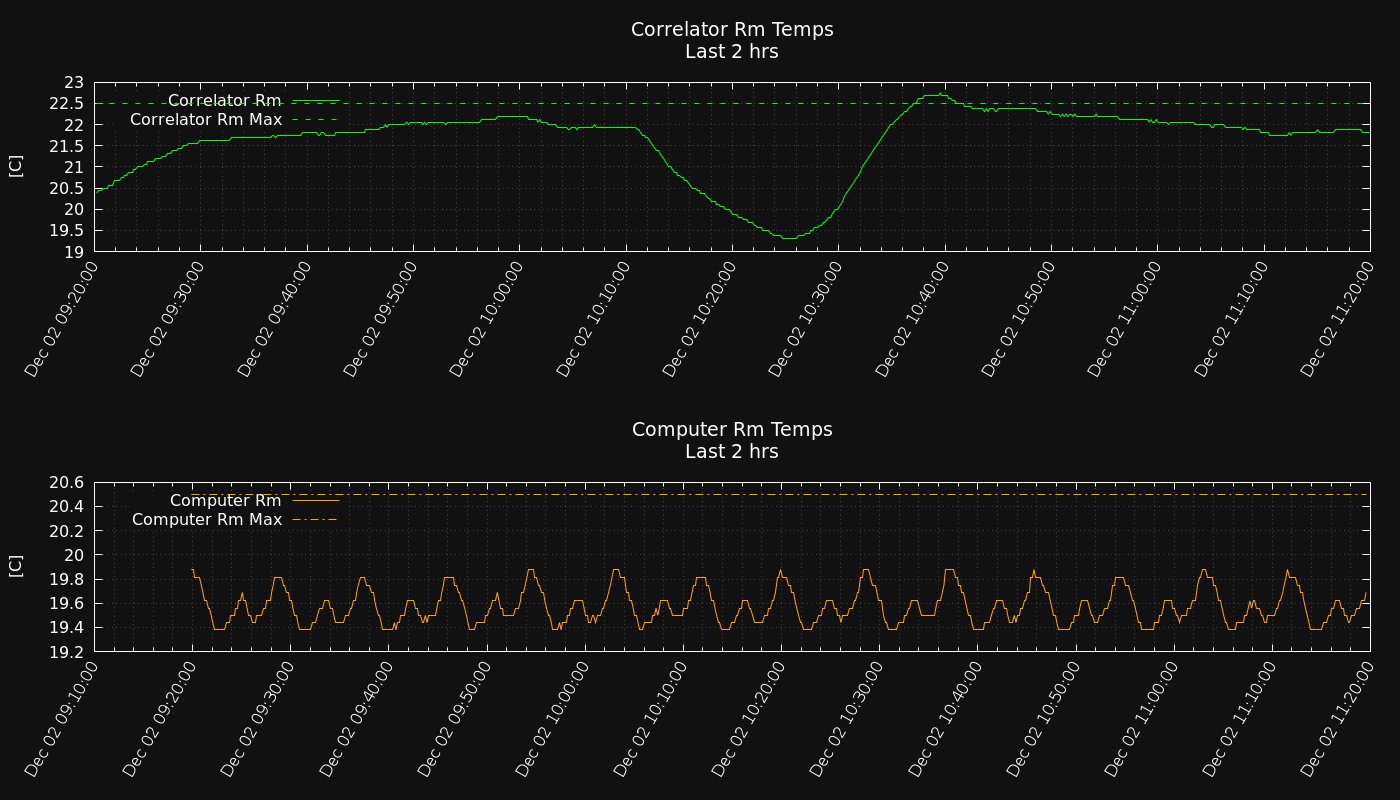 Correlator Rm Temps
Last 2 hrs
23
22.5
22
21.5
21
20.5
20
19.5
19
[C]
Correlator Rm
Correlator Rm Max
Dec 02 09:20:00
Dec 02 09:30:00
Dec 02 09:40:00
Dec 02 09:50:00
Dec 02 10:00:00
Dec 02 10:10:00
Dec 02 10:20:00
Dec 02 10:30:00
Dec 02 10:40:00
Dec 02 10:50:00
Dec 02 11:00:00
Dec 02 11:10:00
Dec 02 11:20:00
Computer Rm Temps
Last 2 hrs
20.6
20.4
20.2
20
19.8
19.6
19.4
19.2
[C]
Computer Rm
Computer Rm Max
Dec 02 09:10:00
Dec 02 09:20:00
Dec 02 09:30:00
Dec 02 09:40:00
Dec 02 09:50:00
Dec 02 10:00:00
Dec 02 10:10:00
Dec 02 10:20:00
Dec 02 10:30:00
Dec 02 10:40:00
Dec 02 10:50:00
Dec 02 11:00:00
Dec 02 11:10:00
Dec 02 11:20:00